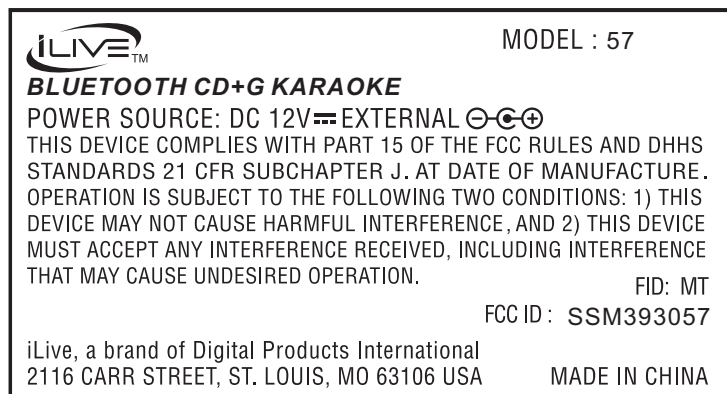 iLIVE™ MODEL : 57
BLUETOOTH CD+G KARAOKE
POWER SOURCE: DC 12V⎓EXTERNAL
THIS DEVICE COMPLIES WITH PART 15 OF THE FCC RULES AND DHHS
STANDARDS 21 CFR SUBCHAPTER J. AT DATE OF MANUFACTURE.
OPERATION IS SUBJECT TO THE FOLLOWING TWO CONDITIONS: 1) THIS
DEVICE MAY NOT CAUSE HARMFUL INTERFERENCE, AND 2) THIS DEVICE
MUST ACCEPT ANY INTERFERENCE RECEIVED, INCLUDING INTERFERENCE
THAT MAY CAUSE UNDESIRED OPERATION.
FID: MT
FCC ID : SSM393057
iLive, a brand of Digital Products International
2116 CARR STREET, ST. LOUIS, MO 63106 USA MADE IN CHINA